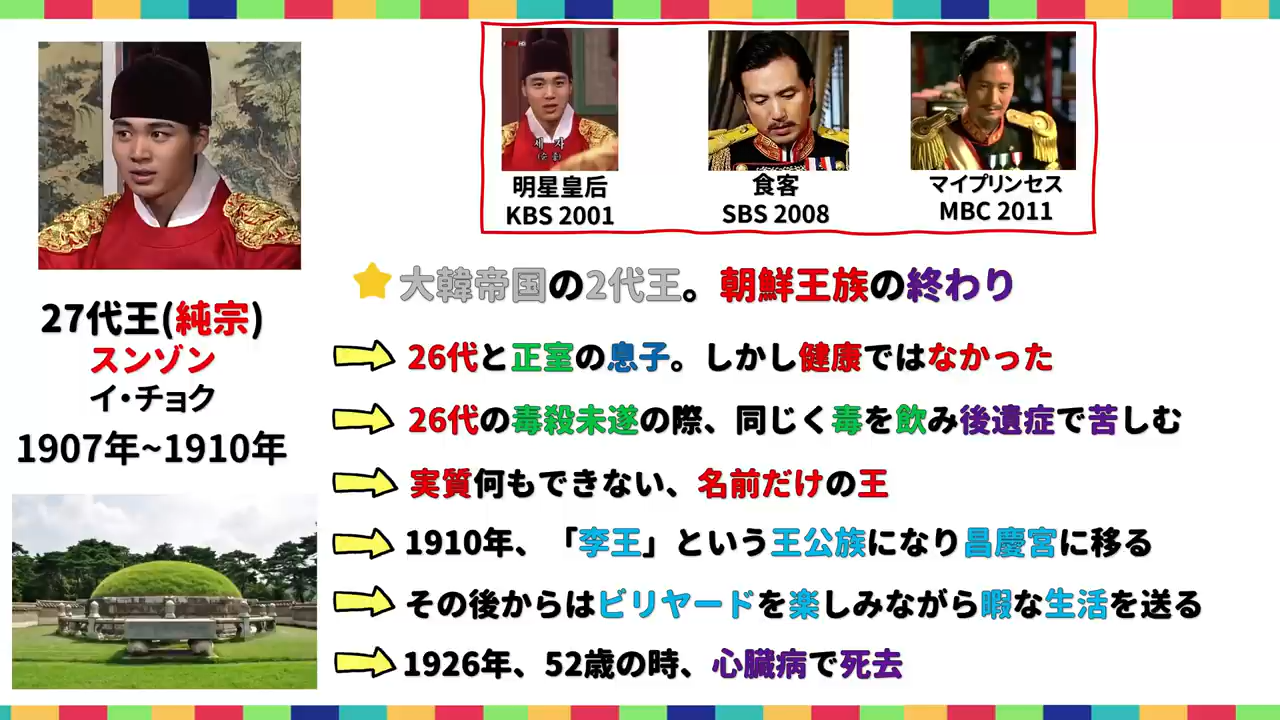 明星皇后
KBS 2001
食客
SBS 2008
マイプリンセス
MBC 2011
세자
27代王(純宗)
スンゾン
イ・チョク
1907年~1910年
大韓帝国の2代王。朝鮮王族の終わり
26代と正室の息子。しかし健康ではなかった
26代の毒殺未遂の際、同じく毒を飲み後遺症で苦しむ
実質何もできない、名前だけの王
1910年、「李王」という王公族になり昌慶宮に移る
その後からはビリヤードを楽しみながら暇な生活を送る
1926年、52歳の時、心臓病で死去